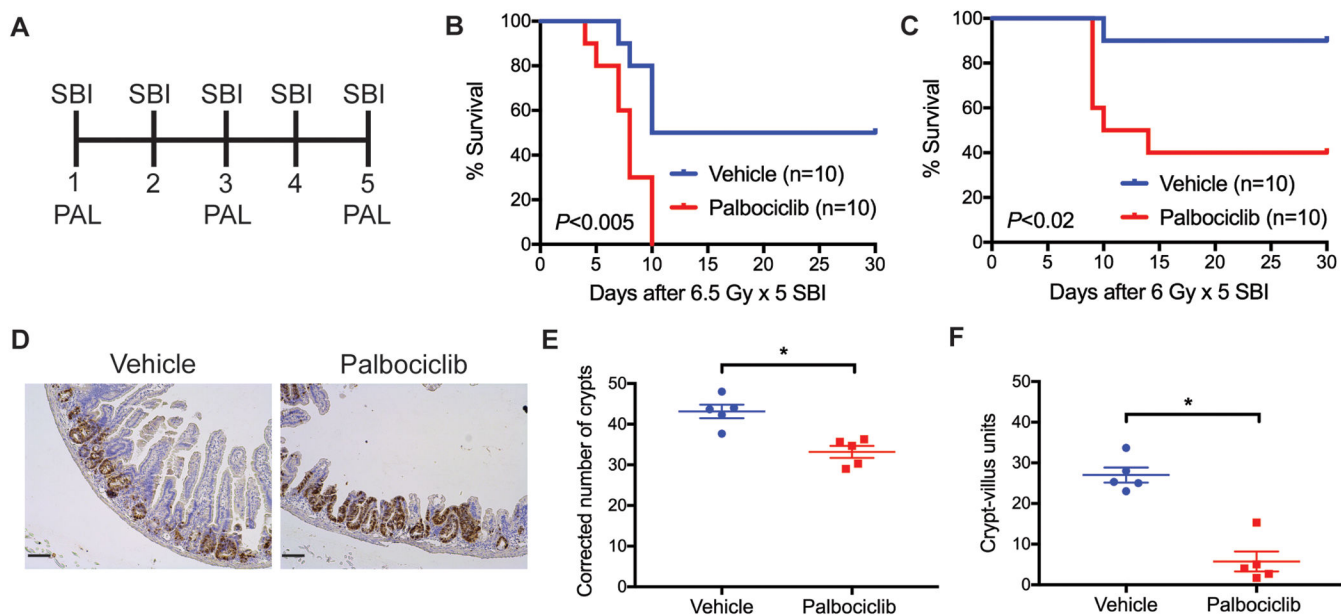 A
SBI SBI SBI SBI SBI
1 2 3 4 5
PAL PAL PAL
B
% Survival
100
80
60
40
20
0
Vehicle (n=10)
Palbociclib (n=10)
P<0.005
0 5 10 15 20 25 30
Days after 6.5 Gy x 5 SBI
C
% Survival
100
80
60
40
20
0
Vehicle (n=10)
Palbociclib (n=10)
P<0.02
0 5 10 15 20 25 30
Days after 6 Gy x 5 SBI
D
Vehicle Palbociclib
E
Corrected number of crypts
*
50
40
30
20
10
0
Vehicle Palbociclib
F
Crypt-villus units
*
50
40
30
20
10
0
Vehicle Palbociclib